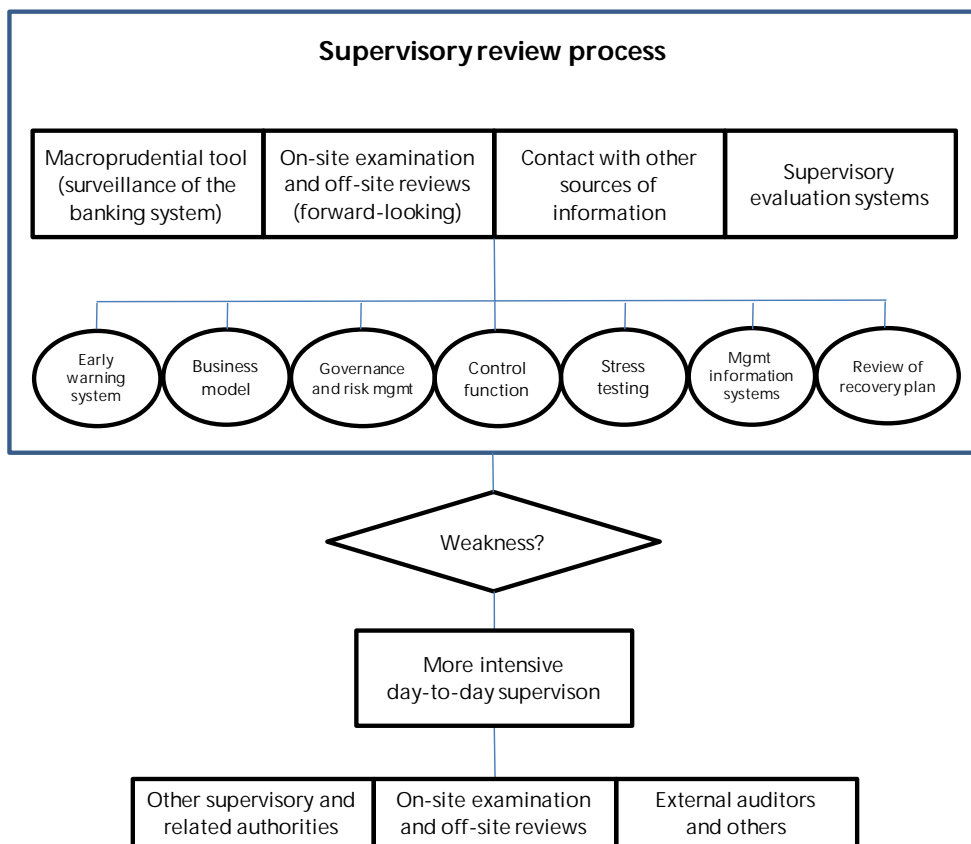 Supervisory review process
Macroprudential tool
(surveillance of the
banking system)
On-site examination
and off-site reviews
(forward-looking)
Contact with other
sources of
information
Supervisory
evaluation systems
Early
warning
system
Business
model
Governance
and risk mgmt
Control
function
Stress
testing
Mgmt
information
systems
Review of
recovery plan
Weakness?
More intensive
day-to-day supervison
Other supervisory and
related authorities
On-site examination
and off-site reviews
External auditors
and others